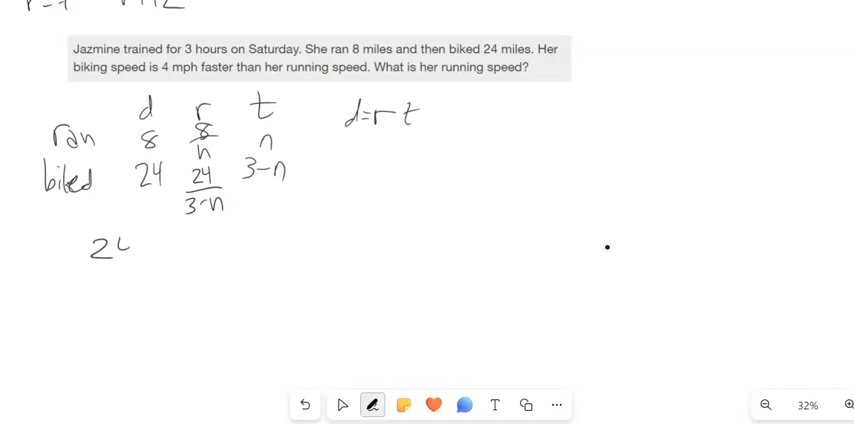 Jazmine trained for 3 hours on Saturday. She ran 8 miles and then biked 24 miles. Her
biking speed is 4 mph faster than her running speed. What is her running speed?
d r t d=rt
ran 8 8/n n
biked 24 24/3-n 3-n
24
T
32%